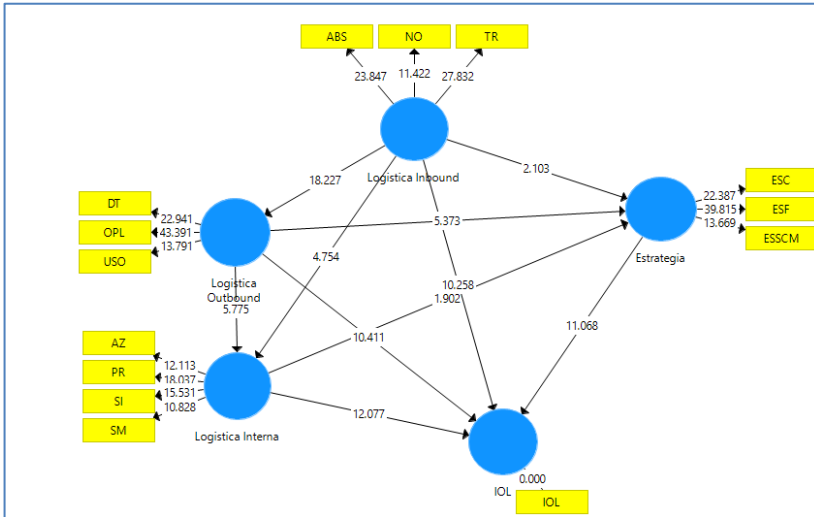 ABS
NO
TR
23.847
11.422
27.832
Logistica Inbound
18.227
2.103
DT
OPL
USO
22.941
43.391
13.791
Logistica
Outbound
5.373
4.754
5.775
ESC
ESF
ESSCM
22.387
39.815
13.669
Estrategia
10.258
1.902
10.411
11.068
AZ
PR
SI
SM
12.113
18.037
15.531
10.828
Logistica Interna
12.077
IOL
0.000
IOL